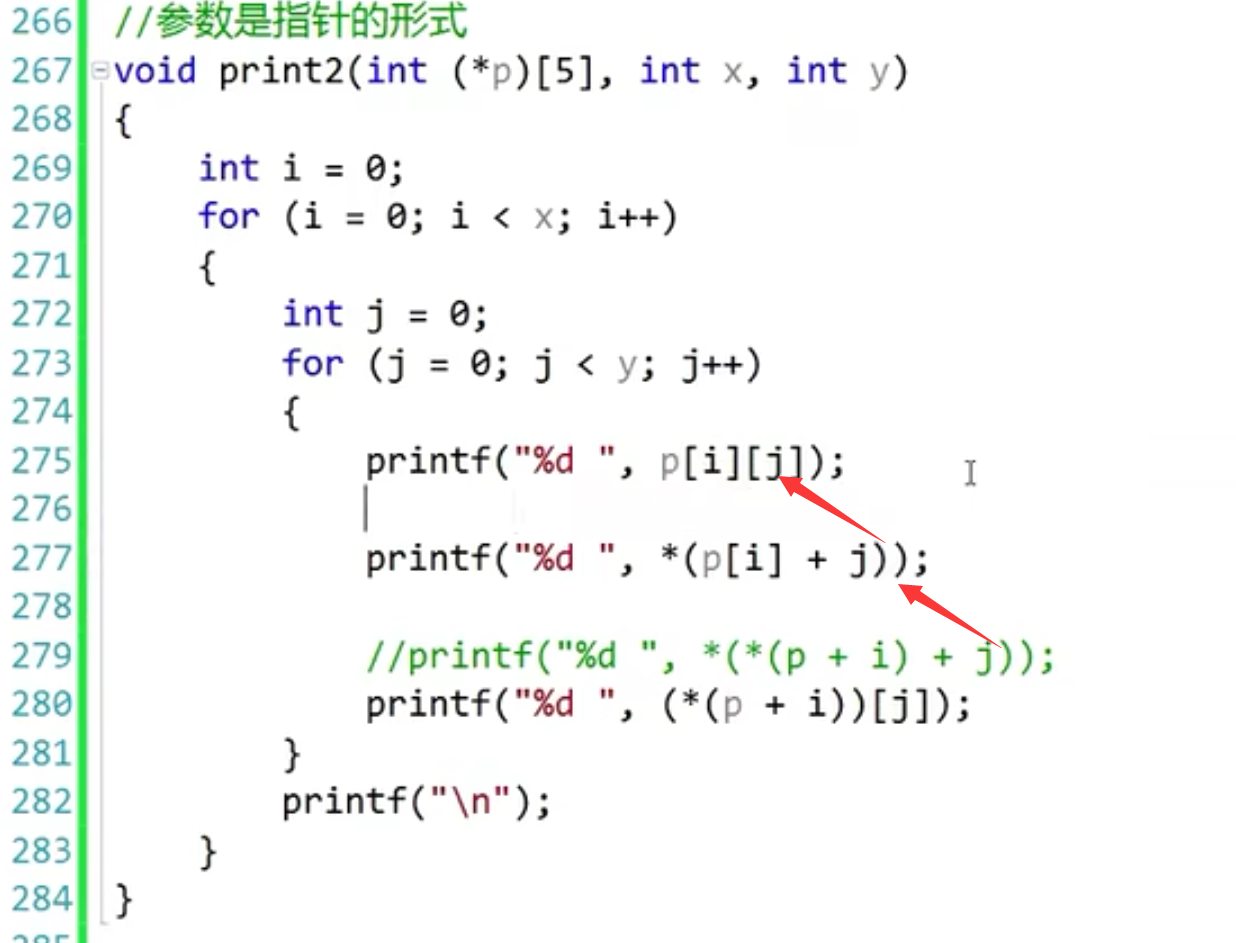 266 //参数是指针的形式
267 void print2(int (*p)[5], int x, int y)
268 {
269 int i = 0;
270 for (i = 0; i < x; i++)
271 {
272 int j = 0;
273 for (j = 0; j < y; j++)
274 {
275 printf("%d ", p[i][j]);
276
277 printf("%d ", *(p[i] + j));
278
279 //printf("%d ", *(*(p + i) + j));
280 printf("%d ", (*(p + i))[j]);
281 }
282 printf("\n");
283 }
284 }
285